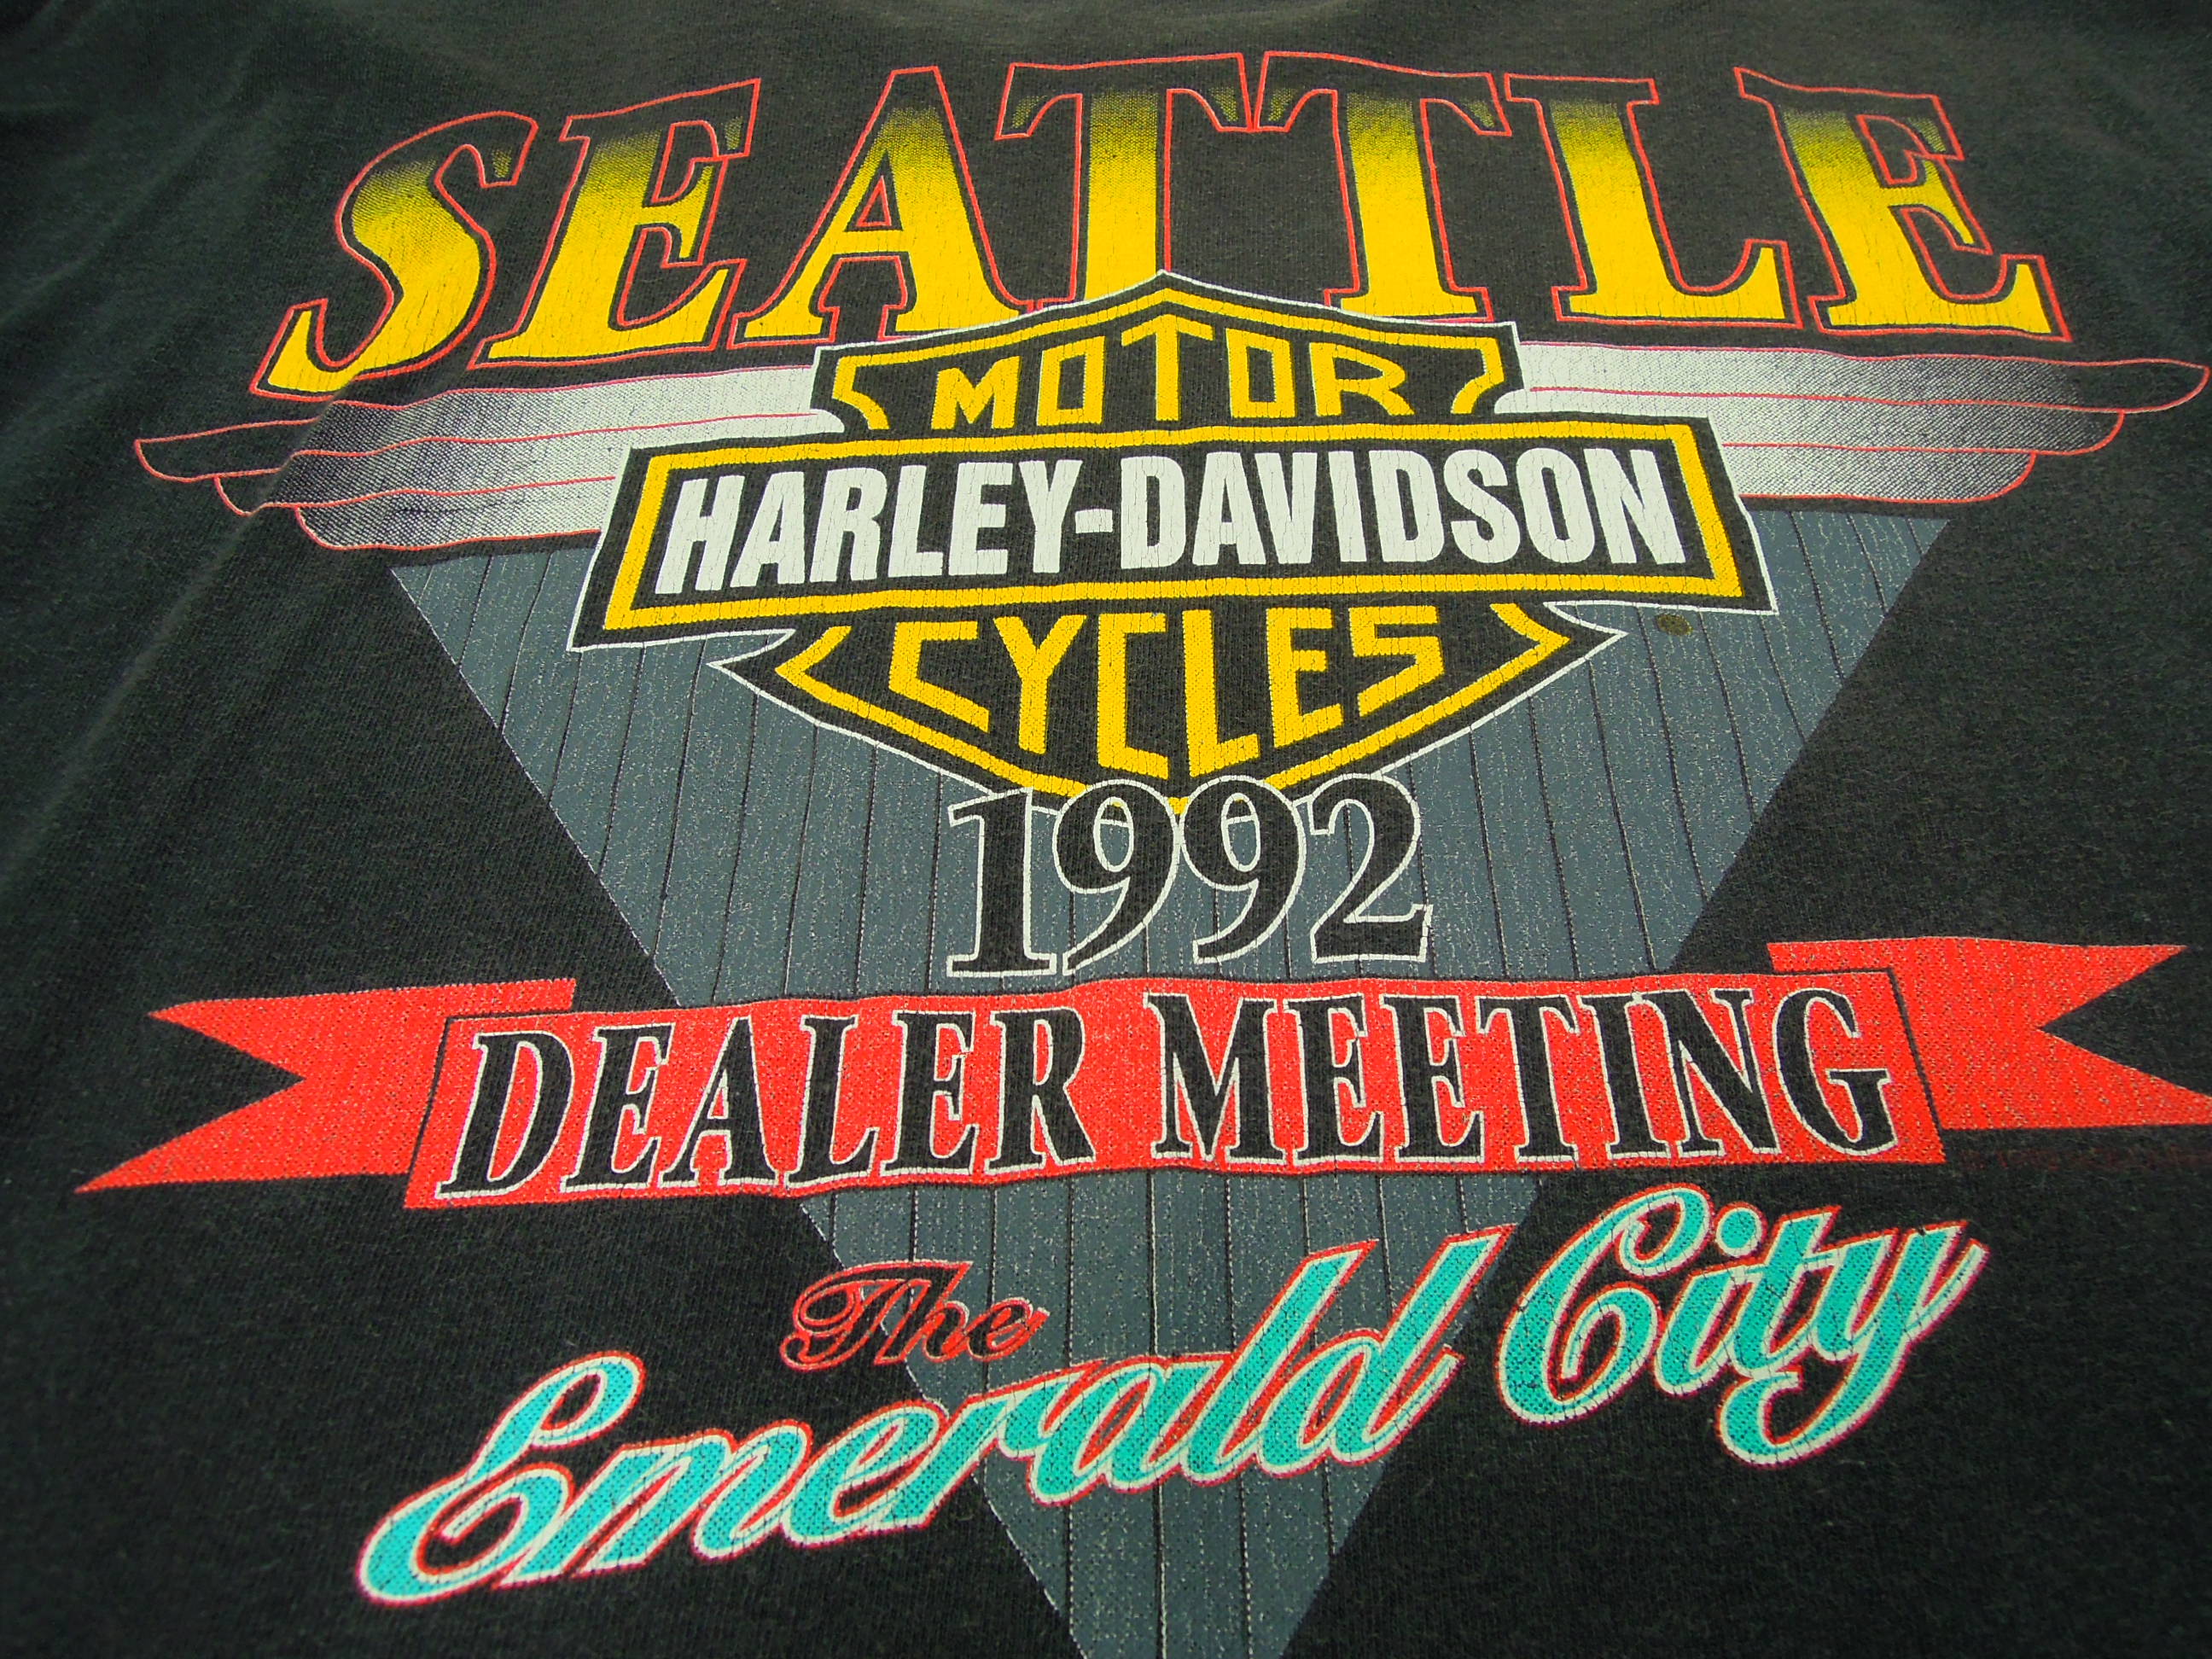 SEATTLE
MOTOR
HARLEY-DAVIDSON
CYCLES
1992
DEALER MEETING
The
Emerald City